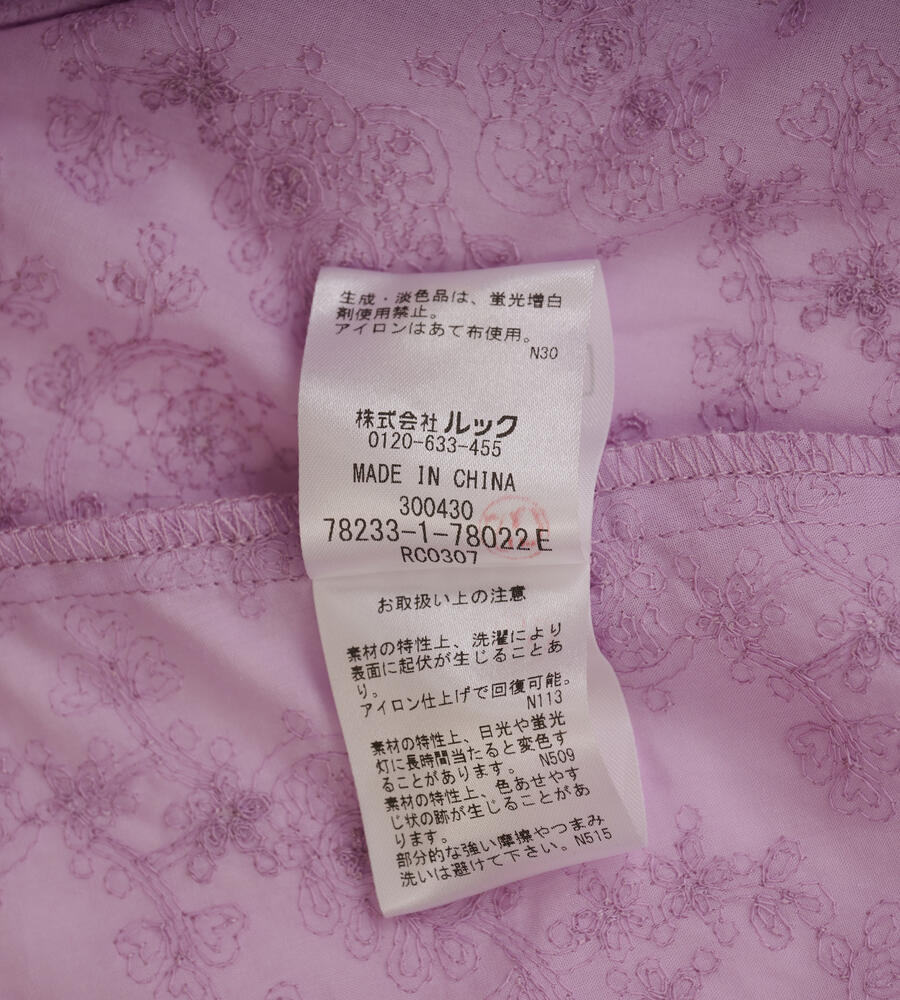 生成・淡色品は、蛍光増白
剤使用禁止。
アイロンはあて布使用。
N30
株式会社ルック
0120-633-455
MADE IN CHINA
300430
78233-1-78022E
RC0307
お取扱い上の注意
素材の特性上、洗濯により
表面に起伏が生じることあ
り。
アイロン仕上げで回復可能。
N113
素材の特性上、日光や蛍光
灯に長時間当たると変色す
ることがあります。 N509
素材の特性上、色あせやす
じ状の跡が生じることがあ
ります。
部分的な強い摩擦やつまみ
洗いは避けて下さい。N515